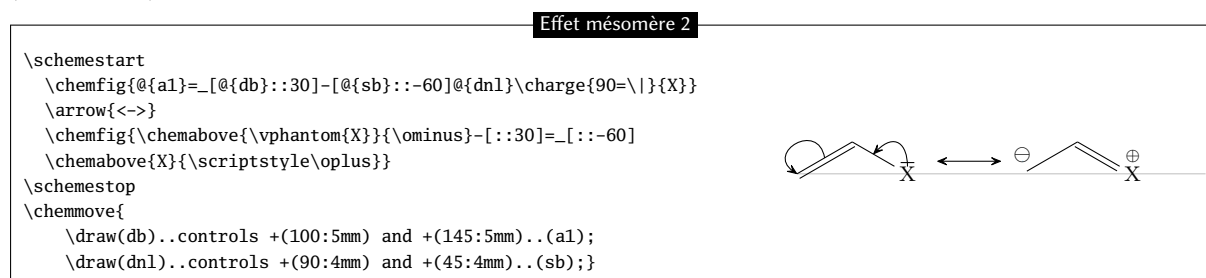 Effet mésomère 2
\schemestart
\chemfig{@{a1}=_[@{db}::30]-[@{sb}::-60]@{dnl}\charge{90=\|}{X}}
\arrow{<->}
\chemfig{\chemabove{\vphantom{X}}{\ominus}-[::30]=_[::-60]
\chemabove{X}{\scriptstyle\oplus}}
\schemestop
\chemmove{
\draw(db)..controls +(100:5mm) and +(145:5mm)..(a1);
\draw(dnl)..controls +(90:4mm) and +(45:4mm)..(sb);}
X ⊖ ⊕ X